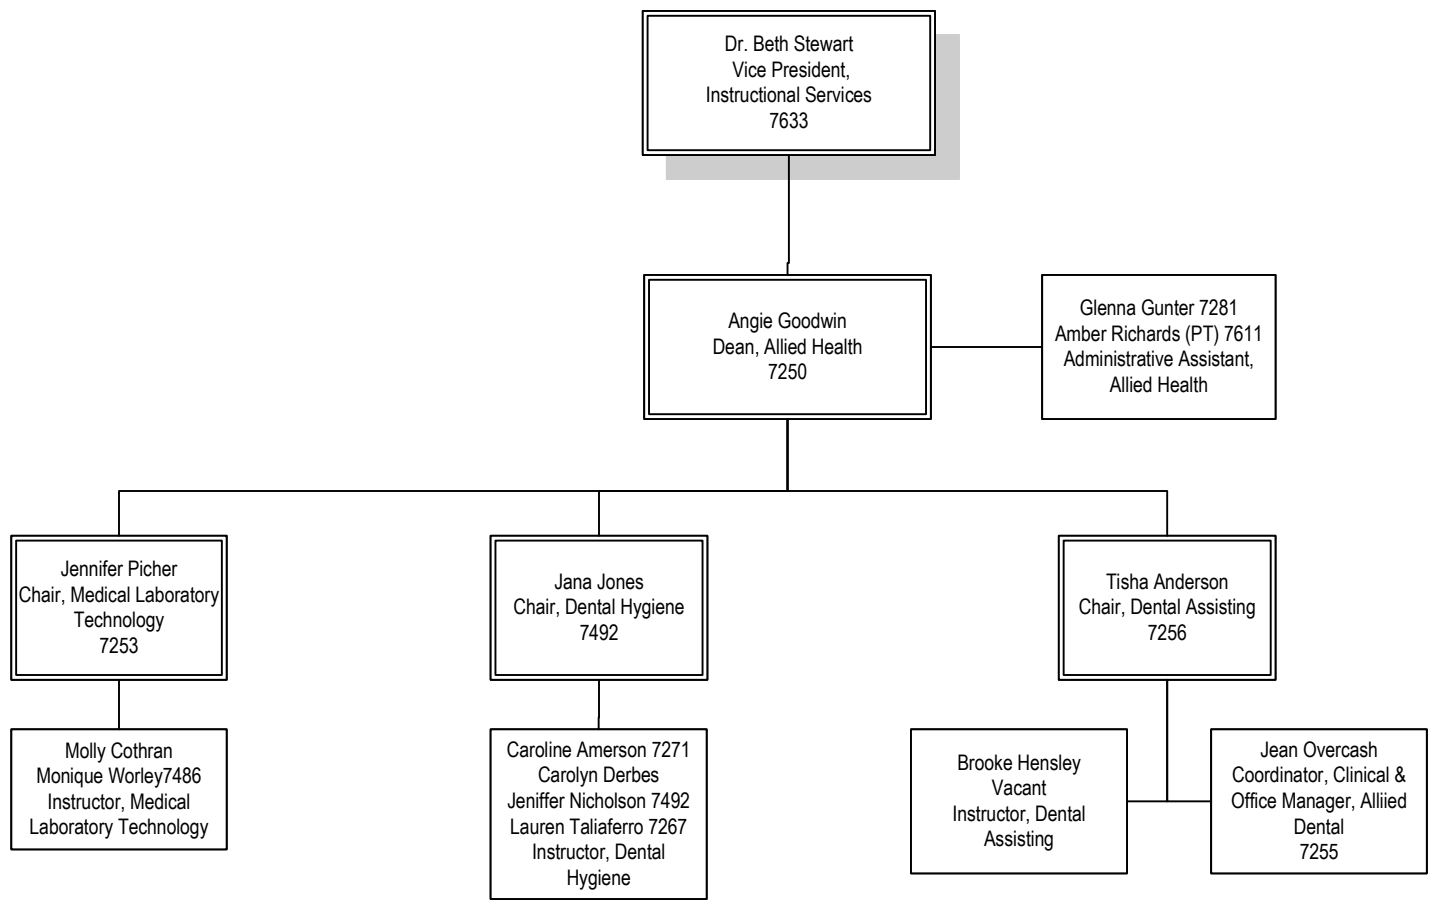 Dr. Beth Stewart
Vice President,
Instructional Services
7633
Angie Goodwin
Dean, Allied Health
7250
Glenna Gunter 7281
Amber Richards (PT) 7611
Administrative Assistant,
Allied Health
Jennifer Picher
Chair, Medical Laboratory
Technology
7253
Jana Jones
Chair, Dental Hygiene
7492
Tisha Anderson
Chair, Dental Assisting
7256
Molly Cothran
Monique Worley7486
Instructor, Medical
Laboratory Technology
Caroline Amerson 7271
Carolyn Derbes
Jeniffer Nicholson 7492
Lauren Taliaferro 7267
Instructor, Dental
Hygiene
Brooke Hensley
Vacant
Instructor, Dental
Assisting
Jean Overcash
Coordinator, Clinical &
Office Manager, Alliied
Dental
7255